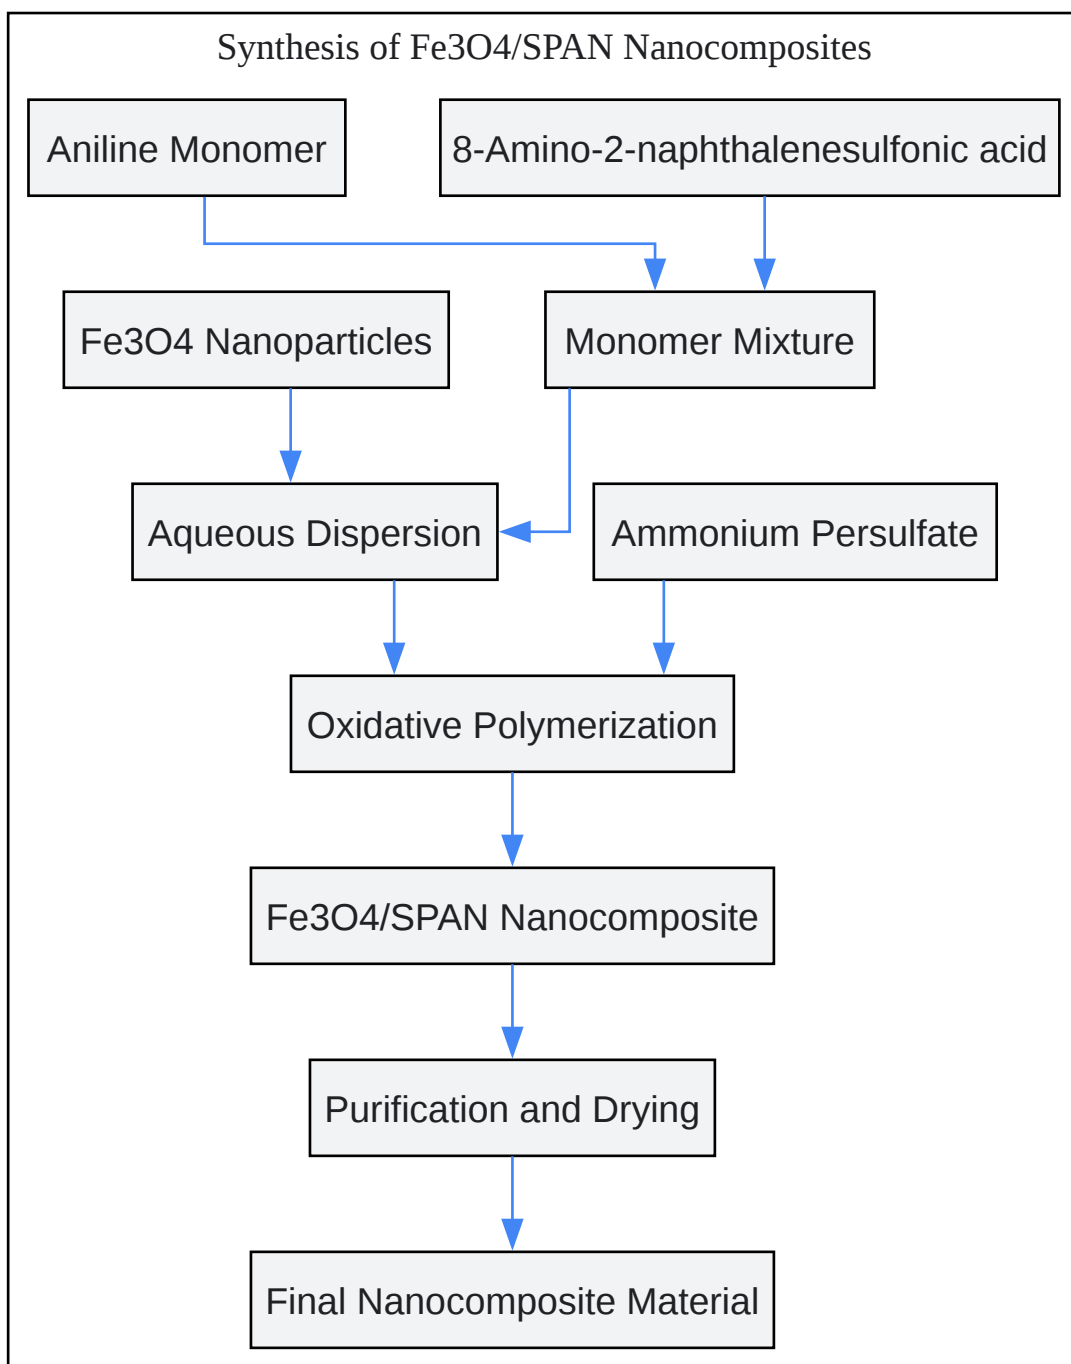 Synthesis of Fe3O4/SPAN Nanocomposites
Aniline Monomer
8-Amino-2-naphthalenesulfonic acid
Fe3O4 Nanoparticles
Monomer Mixture
Aqueous Dispersion
Ammonium Persulfate
Oxidative Polymerization
Fe3O4/SPAN Nanocomposite
Purification and Drying
Final Nanocomposite Material